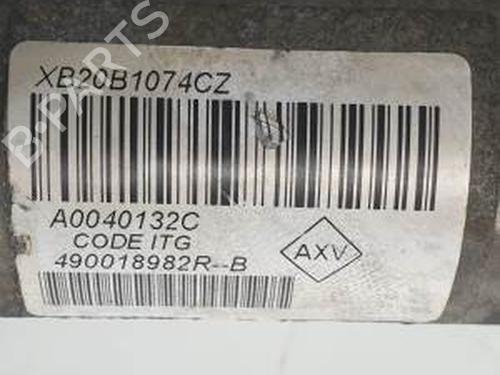 XB20B1074CZ
A0040132C
CODE ITG
490018982R--B
AXV
B-PARTS